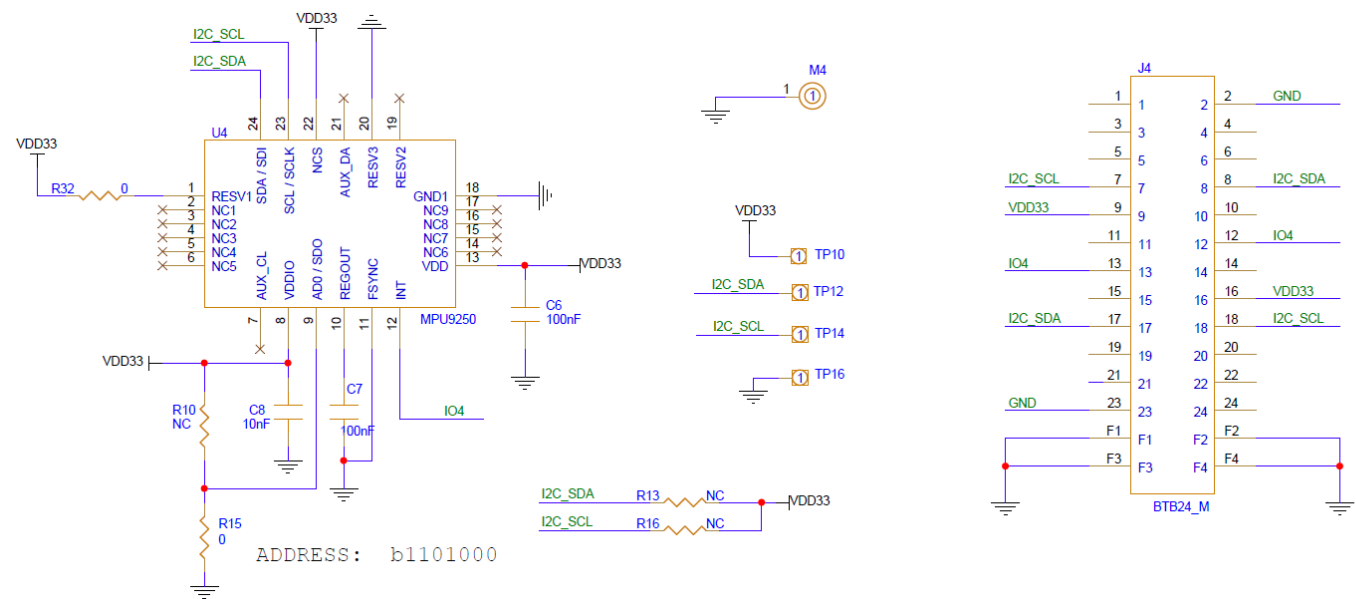 VDD33
I2C_SCL
I2C_SDA
24
23
22
21
20
19
U4
SDA / SDI
SCL / SCLK
NCS
AUX_DA
RESV3
RESV2
VDD33
R32 0
1 RESV1
2 NC1
3 NC2
4 NC3
5 NC4
6 NC5
GND1 18
NC9 17
NC8 16
NC7 15
NC6 14
VDD 13
VDD33
AUX_CL
VDDIO
AD0 / SDO
REGOUT
FSYNC
INT
MPU9250
7
8
9
10
11
12
C6
100nF
VDD33
R10
NC
C8
10nF
C7
100nF
IO4
R15
0
ADDRESS: b1101000
I2C_SDA R13 NC VDD33
I2C_SCL R16 NC
M4
1 1
VDD33
1 TP10
I2C_SDA 1 TP12
I2C_SCL 1 TP14
1 TP16
J4
1 1 2 2 GND
3 3 4 4
5 5 6 6
I2C_SCL 7 7 8 8 I2C_SDA
VDD33 9 9 10 10
11 11 12 12 IO4
IO4 13 13 14 14
15 15 16 16 VDD33
I2C_SDA 17 17 18 18 I2C_SCL
19 19 20 20
21 21 22 22
GND 23 23 24 24
F1 F1 F2 F2
F3 F3 F4 F4
BTB24_M